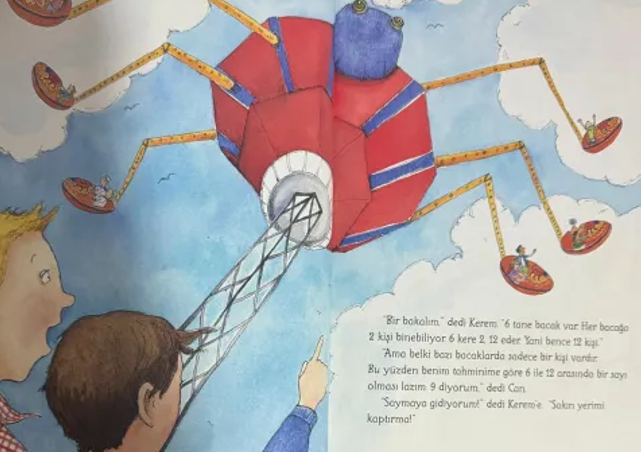 "Bir bakalım," dedi Kerem. "6 tane bacak var. Her bacağa
2 kişi binebiliyor. 6 kere 2, 12 eder. Yani bence 12 kişi."
"Ama belki bazı bacaklarda sadece bir kişi vardır.
Bu yüzden benim tahminime göre 6 ile 12 arasında bir sayı
olması lazım. 9 diyorum," dedi Can.
"Saymaya gidiyorum!" dedi Kerem'e. "Sakın yerimi
kaptırma!"